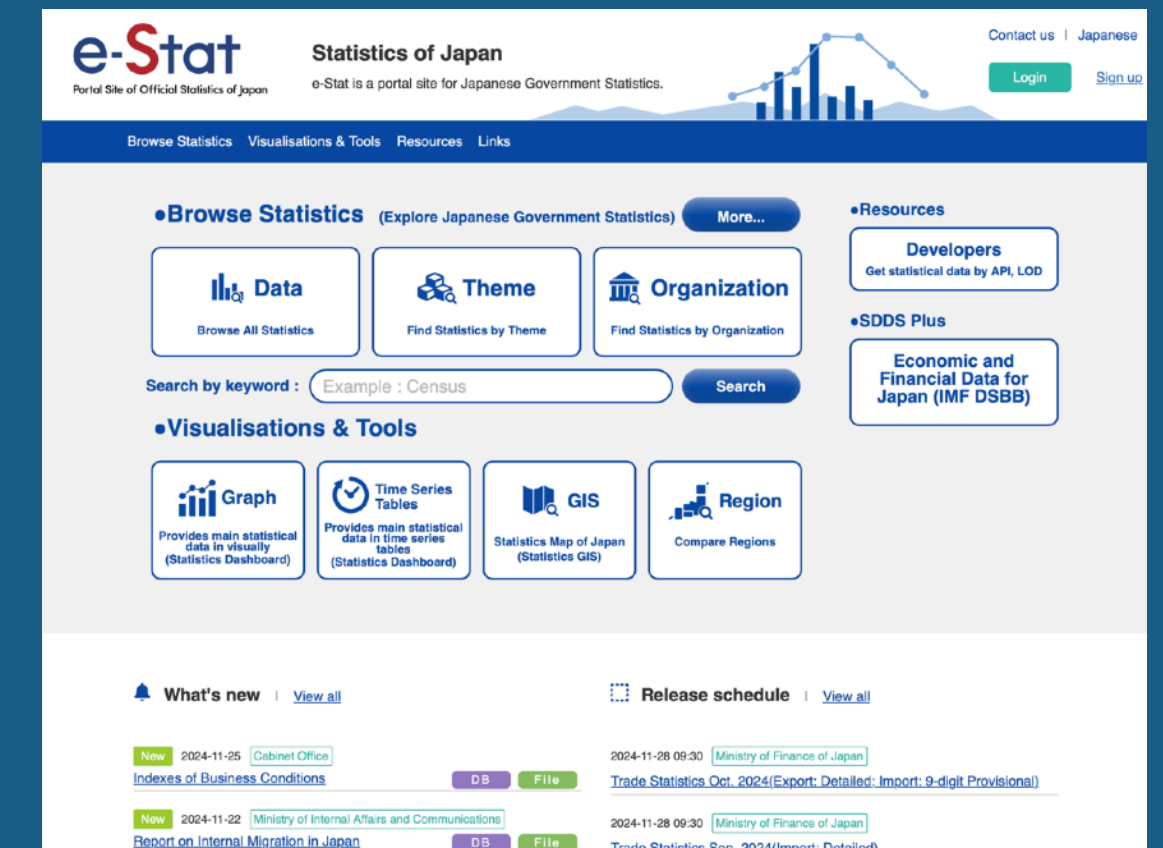 e-Stat
Portal Site of Official Statistics of Japan
Statistics of Japan
e-Stat is a portal site for Japanese Government Statistics.
Contact us | Japanese
Login
Sign up
Browse Statistics Visualisations & Tools Resources Links
●Browse Statistics (Explore Japanese Government Statistics) More...
Data
Browse All Statistics
Theme
Find Statistics by Theme
Organization
Find Statistics by Organization
Search by keyword : Example : Census Search
●Visualisations & Tools
Graph
Provides main statistical
data in visually
(Statistics Dashboard)
Time Series
Tables
Provides main statistical
data in time series
tables
(Statistics Dashboard)
GIS
Statistics Map of Japan
(Statistics GIS)
Region
Compare Regions
●Resources
Developers
Get statistical data by API, LOD
●SDDS Plus
Economic and
Financial Data for
Japan (IMF DSBB)
What's new | View all
New 2024-11-25 Cabinet Office
Indexes of Business Conditions DB File
New 2024-11-22 Ministry of Internal Affairs and Communications
Report on Internal Migration in Japan DB File
Release schedule | View all
2024-11-28 09:30 Ministry of Finance of Japan
Trade Statistics Oct. 2024(Export: Detailed; Import: 9-digit Provisional)
2024-11-28 09:30 Ministry of Finance of Japan
Trade Statistics Sep. 2024(Import: Detailed)